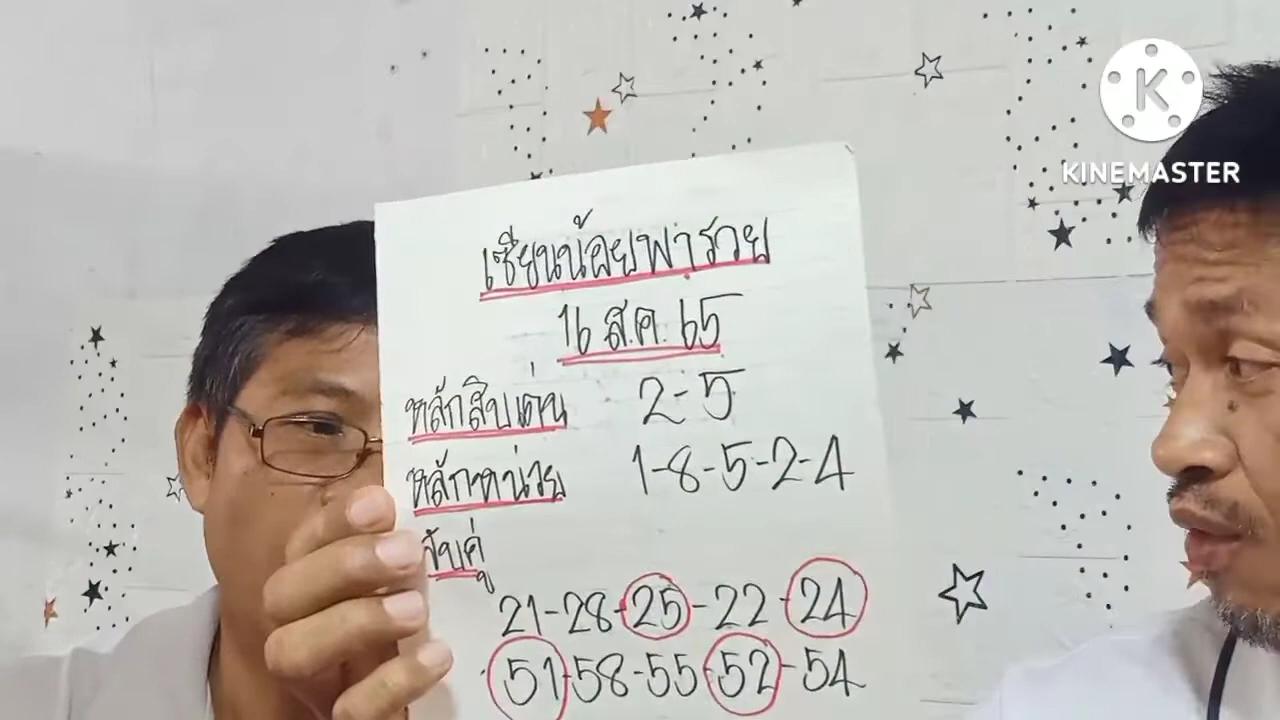 K
KINEMASTER
เซียนน้อยพารวย
16 ส.ค. 65
หลักสิบเด่น 2-5
หลักหน่วย 1-8-5-2-4
จับคู่
21-28-25-22-24
51-58-55-52-54